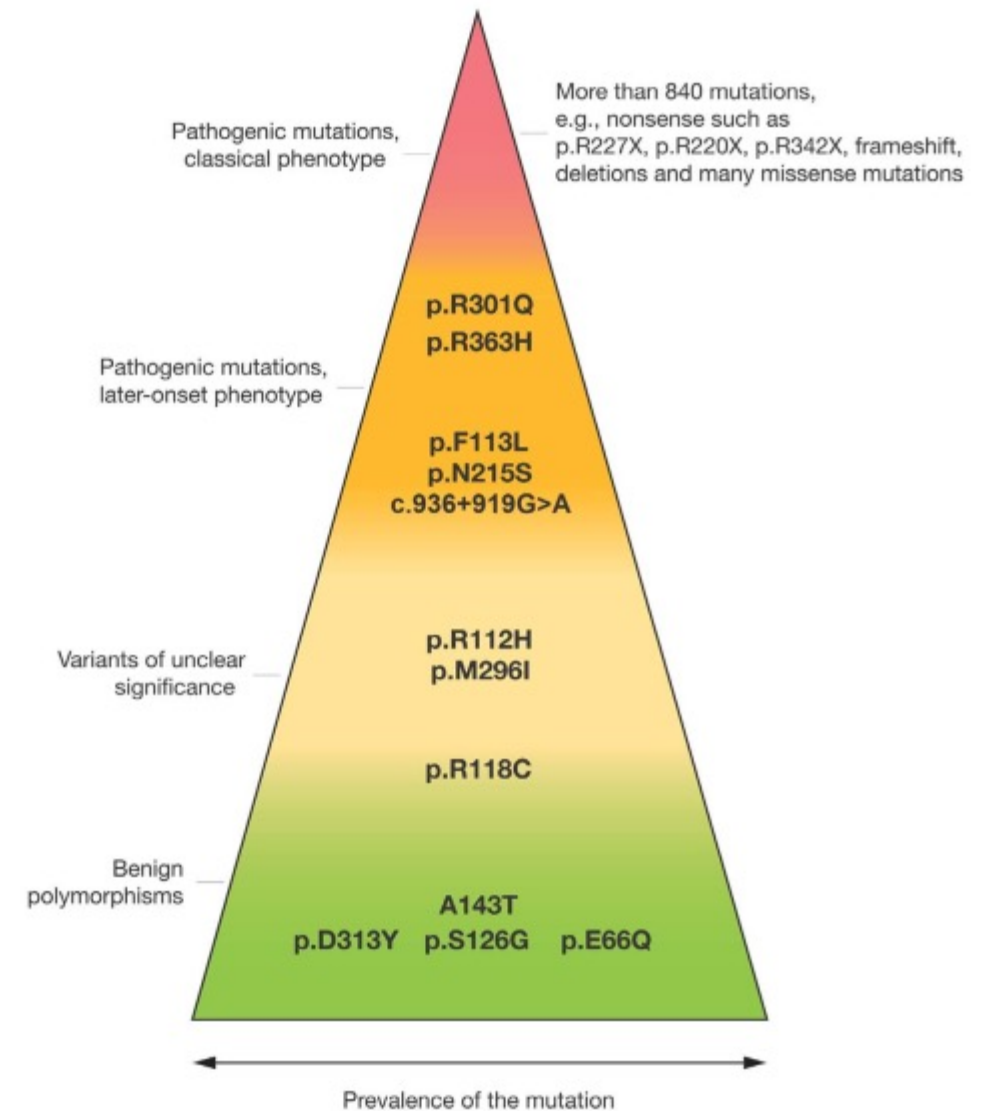 Pathogenic mutations,
classical phenotype
More than 840 mutations,
e.g., nonsense such as
p.R227X, p.R220X, p.R342X, frameshift,
deletions and many missense mutations
p.R301Q
p.R363H
Pathogenic mutations,
later-onset phenotype
p.F113L
p.N215S
c.936+919G>A
p.R112H
p.M296I
Variants of unclear
significance
p.R118C
Benign
polymorphisms
A143T
p.D313Y p.S126G p.E66Q
Prevalence of the mutation